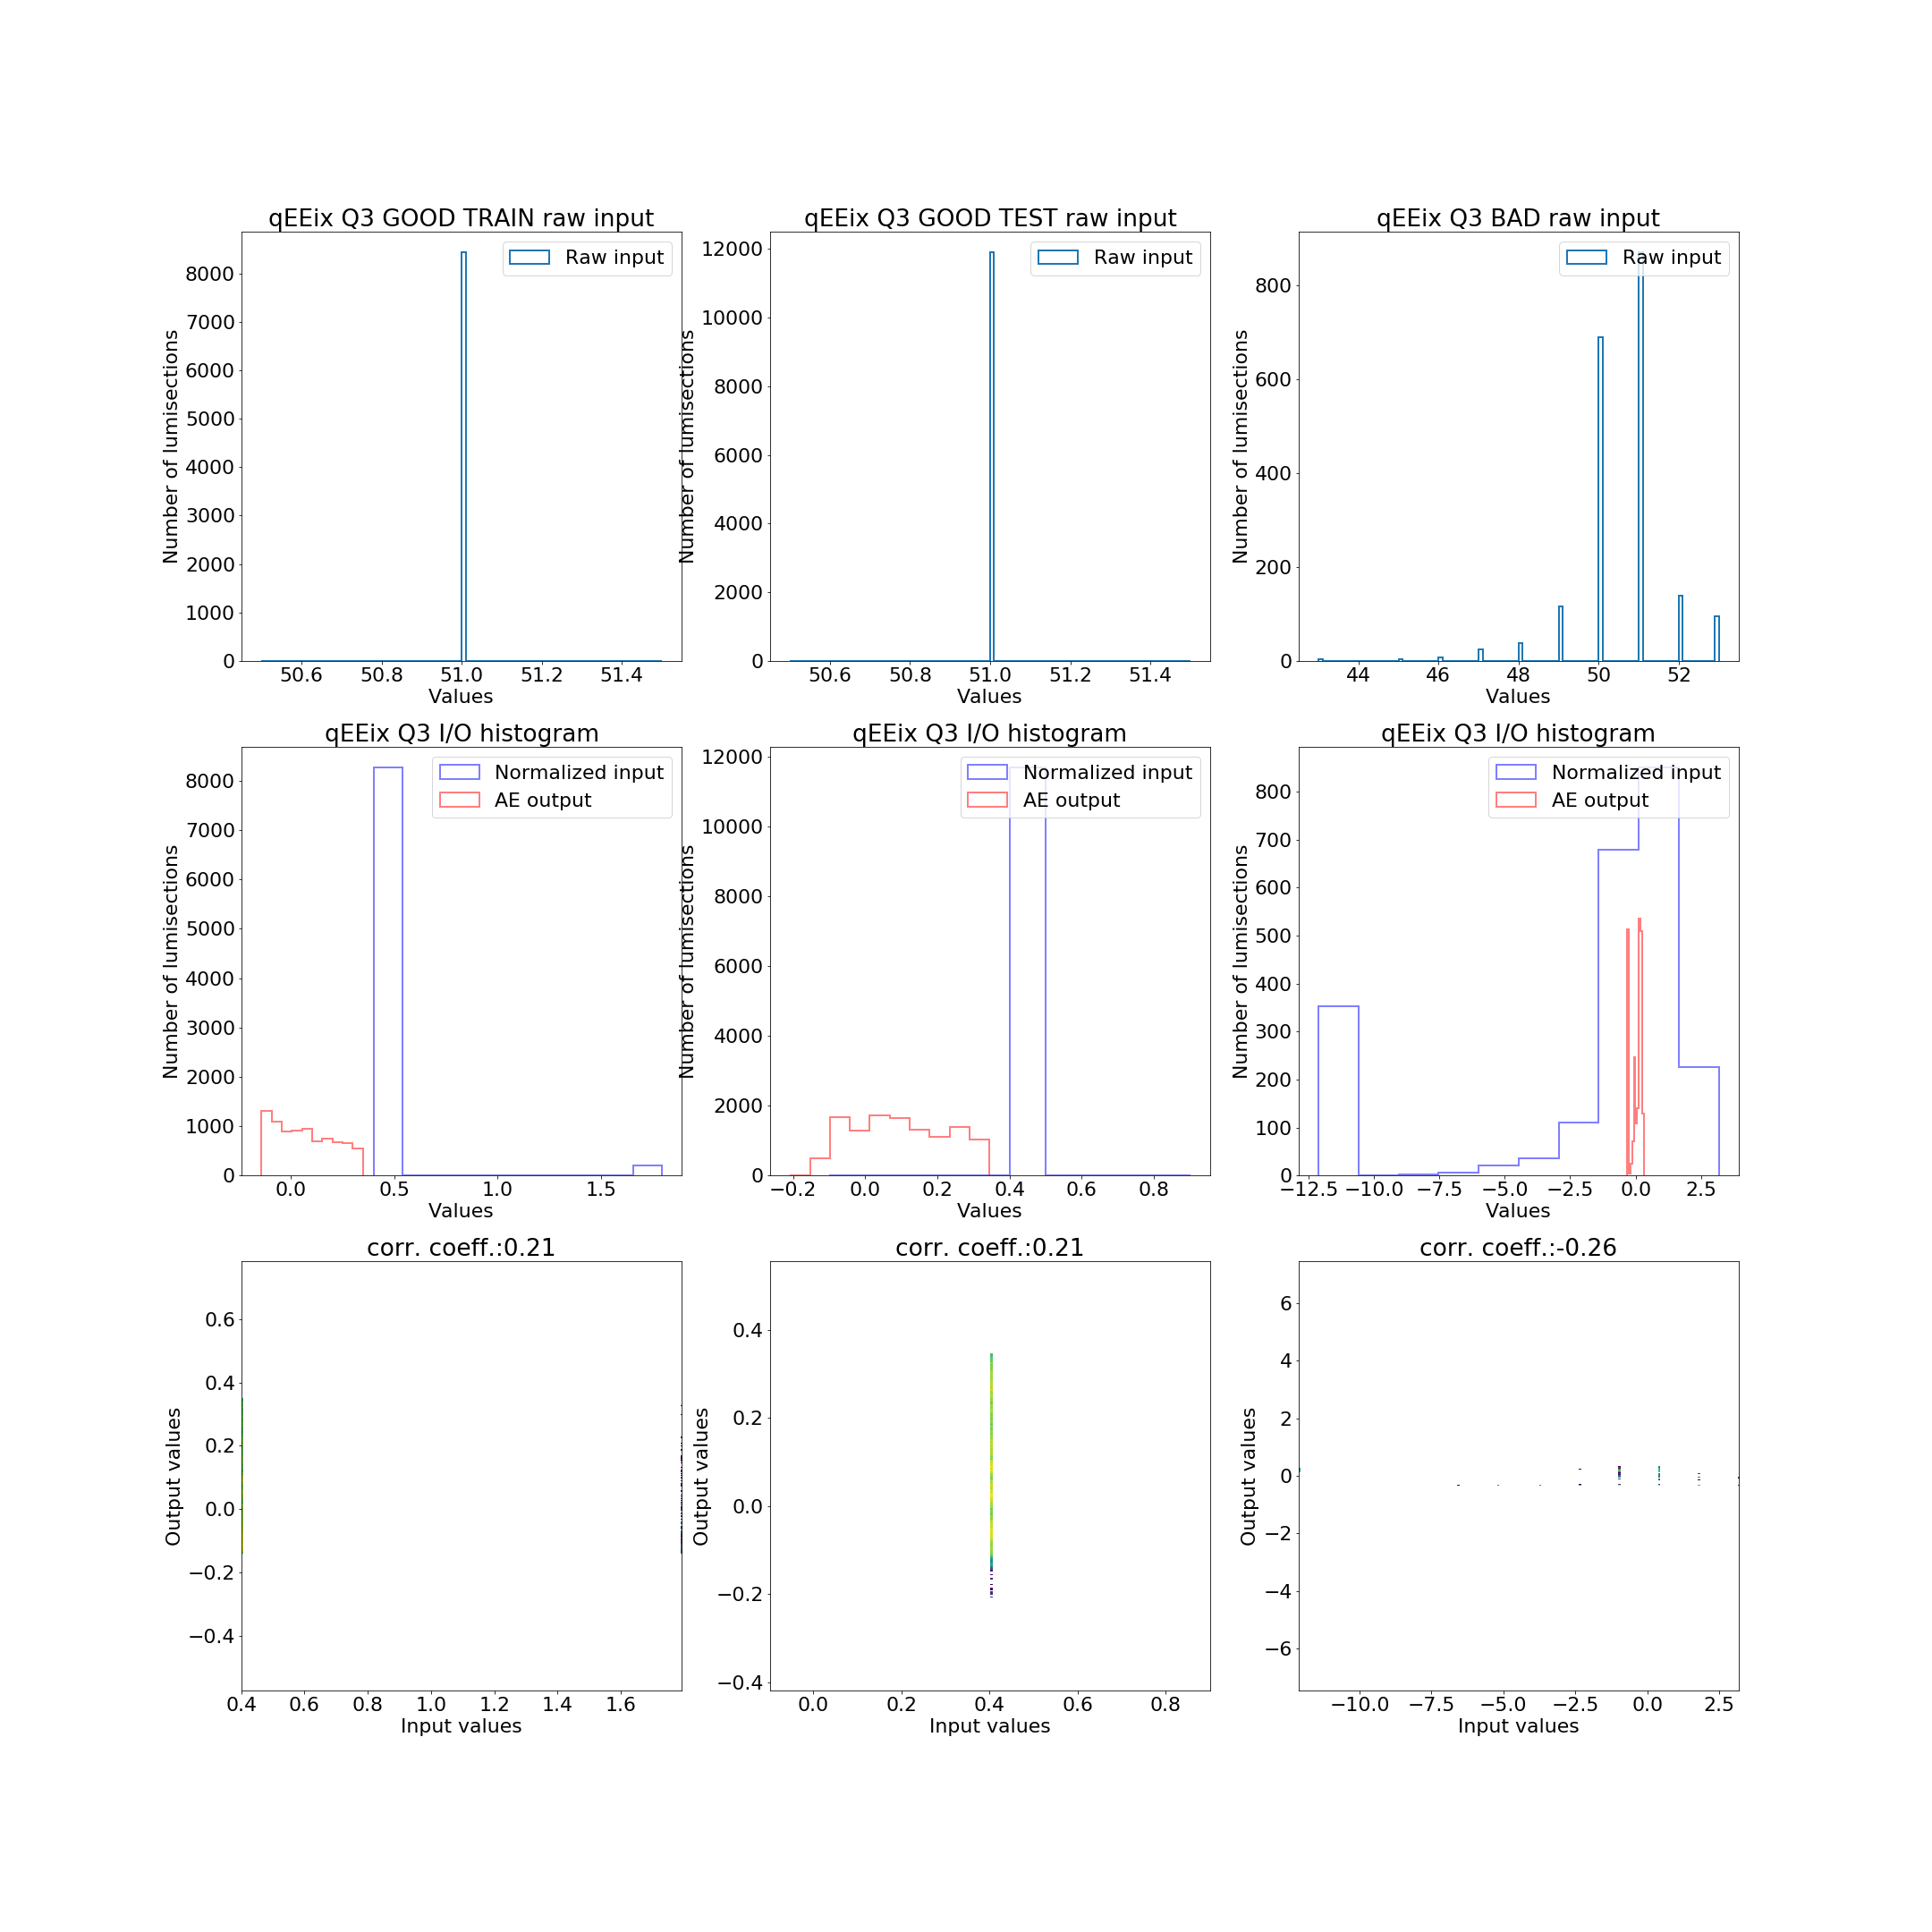 qEEix Q3 GOOD TRAIN raw input
Raw input
Number of lumisections
8000
7000
6000
5000
4000
3000
2000
1000
0
50.6 50.8 51.0 51.2 51.4
Values
qEEix Q3 GOOD TEST raw input
Raw input
Number of lumisections
12000
10000
8000
6000
4000
2000
0
50.6 50.8 51.0 51.2 51.4
Values
qEEix Q3 BAD raw input
Raw input
Number of lumisections
800
600
400
200
0
44 46 48 50 52
Values
qEEix Q3 I/O histogram
Normalized input
AE output
Number of lumisections
8000
7000
6000
5000
4000
3000
2000
1000
0
0.0 0.5 1.0 1.5
Values
qEEix Q3 I/O histogram
Normalized input
AE output
Number of lumisections
12000
10000
8000
6000
4000
2000
0
−0.2 0.0 0.2 0.4 0.6 0.8
Values
qEEix Q3 I/O histogram
Normalized input
AE output
Number of lumisections
800
700
600
500
400
300
200
100
0
−12.5 −10.0 −7.5 −5.0 −2.5 0.0 2.5
Values
corr. coeff.:0.21
Output values
0.6
0.4
0.2
0.0
−0.2
−0.4
0.4 0.6 0.8 1.0 1.2 1.4 1.6
Input values
corr. coeff.:0.21
Output values
0.4
0.2
0.0
−0.2
−0.4
0.0 0.2 0.4 0.6 0.8
Input values
corr. coeff.:-0.26
Output values
6
4
2
0
−2
−4
−6
−10.0 −7.5 −5.0 −2.5 0.0 2.5
Input values